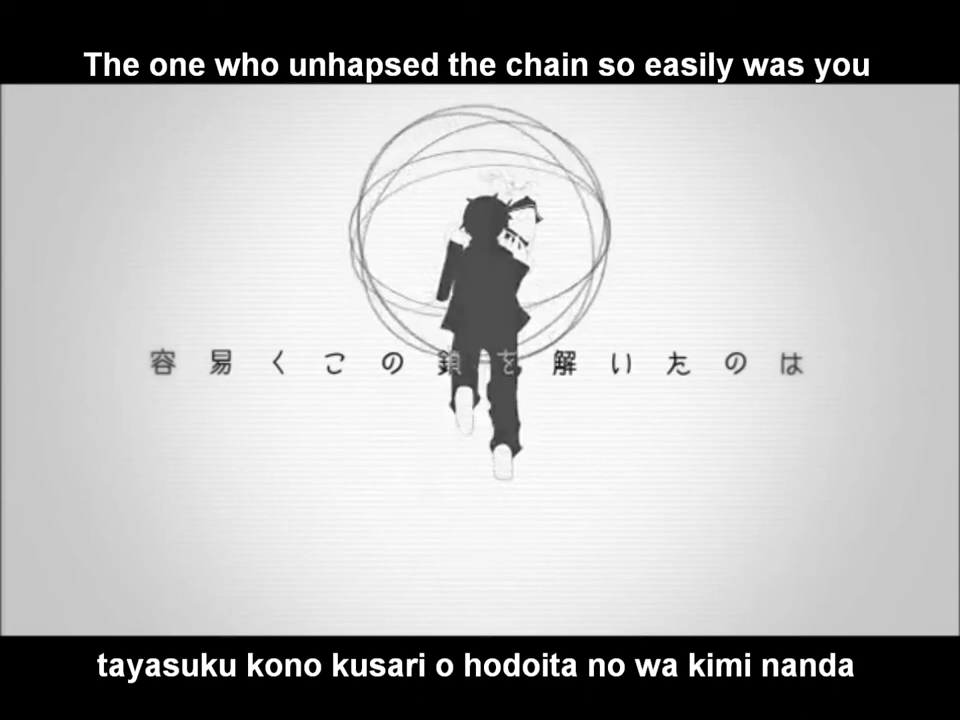 The one who unhapsed the chain so easily was you
容易くこの鎖を解いたのは
tayasuku kono kusari o hodoita no wa kimi nanda